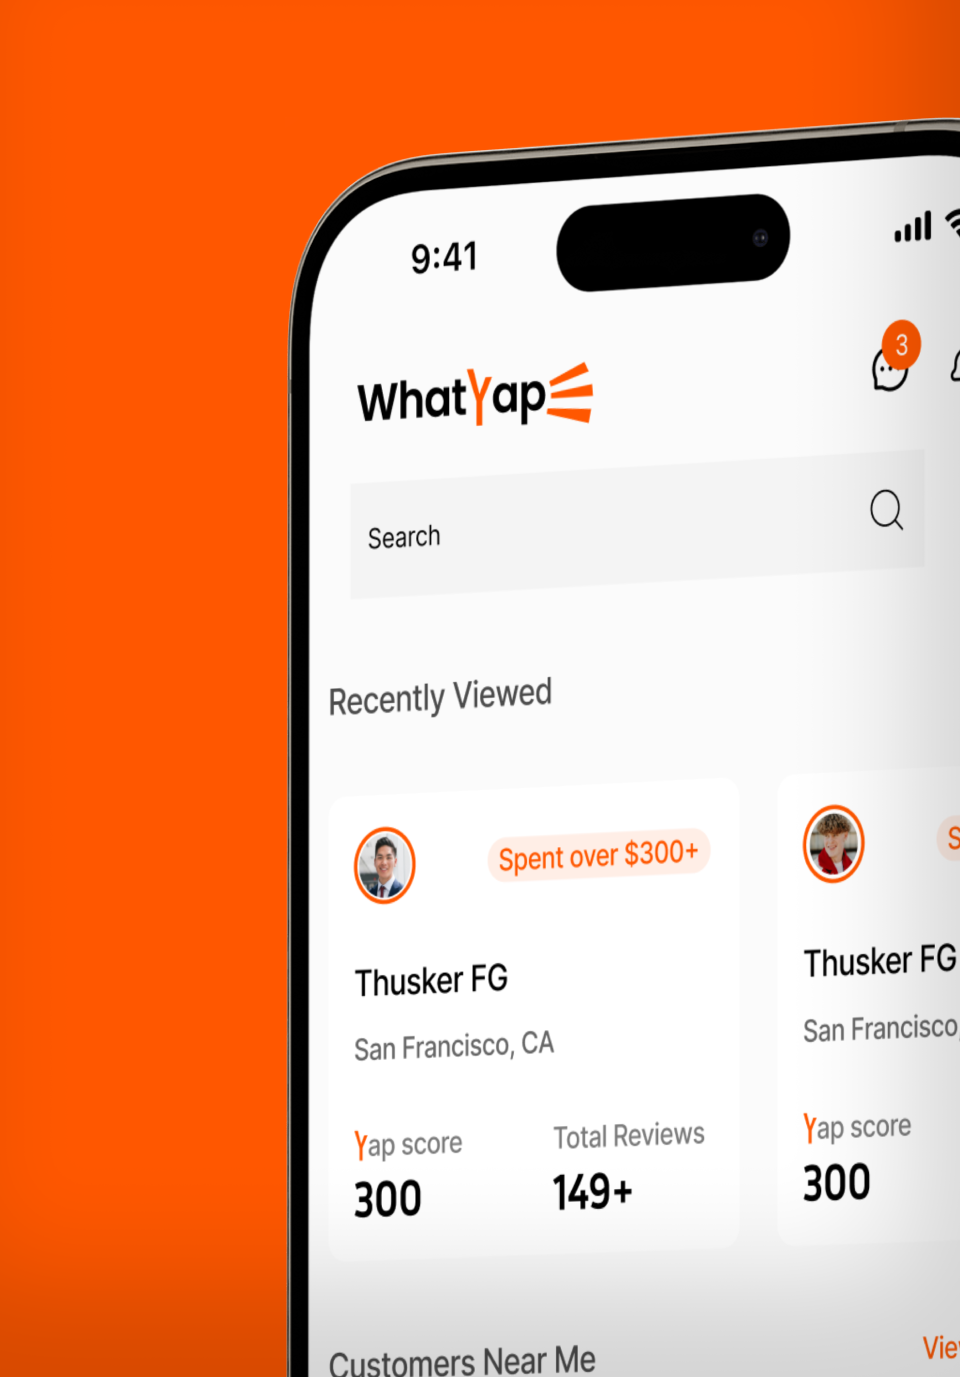 9:41
3
WhatYap
Search
Recently Viewed
Spent over $300+
Thusker FG
Thusker FG
San Francisco, CA
San Francisco,
Yap score
Total Reviews
Yap score
300
149+
300
Customers Near Me